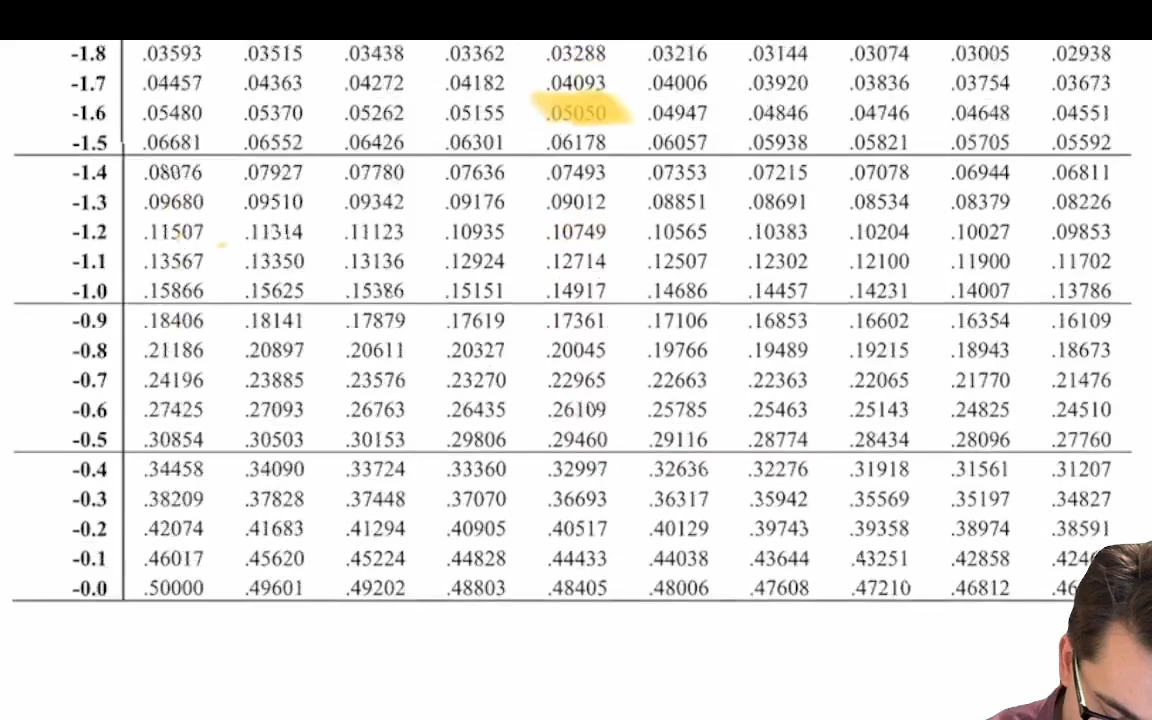 -1.8 .03593 .03515 .03438 .03362 .03288 .03216 .03144 .03074 .03005 .02938
-1.7 .04457 .04363 .04272 .04182 .04093 .04006 .03920 .03836 .03754 .03673
-1.6 .05480 .05370 .05262 .05155 .05050 .04947 .04846 .04746 .04648 .04551
-1.5 .06681 .06552 .06426 .06301 .06178 .06057 .05938 .05821 .05705 .05592
-1.4 .08076 .07927 .07780 .07636 .07493 .07353 .07215 .07078 .06944 .06811
-1.3 .09680 .09510 .09342 .09176 .09012 .08851 .08691 .08534 .08379 .08226
-1.2 .11507 .11314 .11123 .10935 .10749 .10565 .10383 .10204 .10027 .09853
-1.1 .13567 .13350 .13136 .12924 .12714 .12507 .12302 .12100 .11900 .11702
-1.0 .15866 .15625 .15386 .15151 .14917 .14686 .14457 .14231 .14007 .13786
-0.9 .18406 .18141 .17879 .17619 .17361 .17106 .16853 .16602 .16354 .16109
-0.8 .21186 .20897 .20611 .20327 .20045 .19766 .19489 .19215 .18943 .18673
-0.7 .24196 .23885 .23576 .23270 .22965 .22663 .22363 .22065 .21770 .21476
-0.6 .27425 .27093 .26763 .26435 .26109 .25785 .25463 .25143 .24825 .24510
-0.5 .30854 .30503 .30153 .29806 .29460 .29116 .28774 .28434 .28096 .27760
-0.4 .34458 .34090 .33724 .33360 .32997 .32636 .32276 .31918 .31561 .31207
-0.3 .38209 .37828 .37448 .37070 .36693 .36317 .35942 .35569 .35197 .34827
-0.2 .42074 .41683 .41294 .40905 .40517 .40129 .39743 .39358 .38974 .38591
-0.1 .46017 .45620 .45224 .44828 .44433 .44038 .43644 .43251 .42858
-0.0 .50000 .49601 .49202 .48803 .48405 .48006 .47608 .47210 .46812